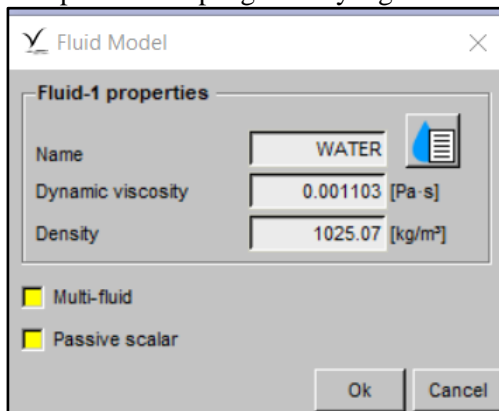 Fluid Model
Fluid-1 properties
Name WATER
Dynamic viscosity 0.001103 [Pa·s]
Density 1025.07 [kg/m³]
Multi-fluid
Passive scalar
Ok Cancel